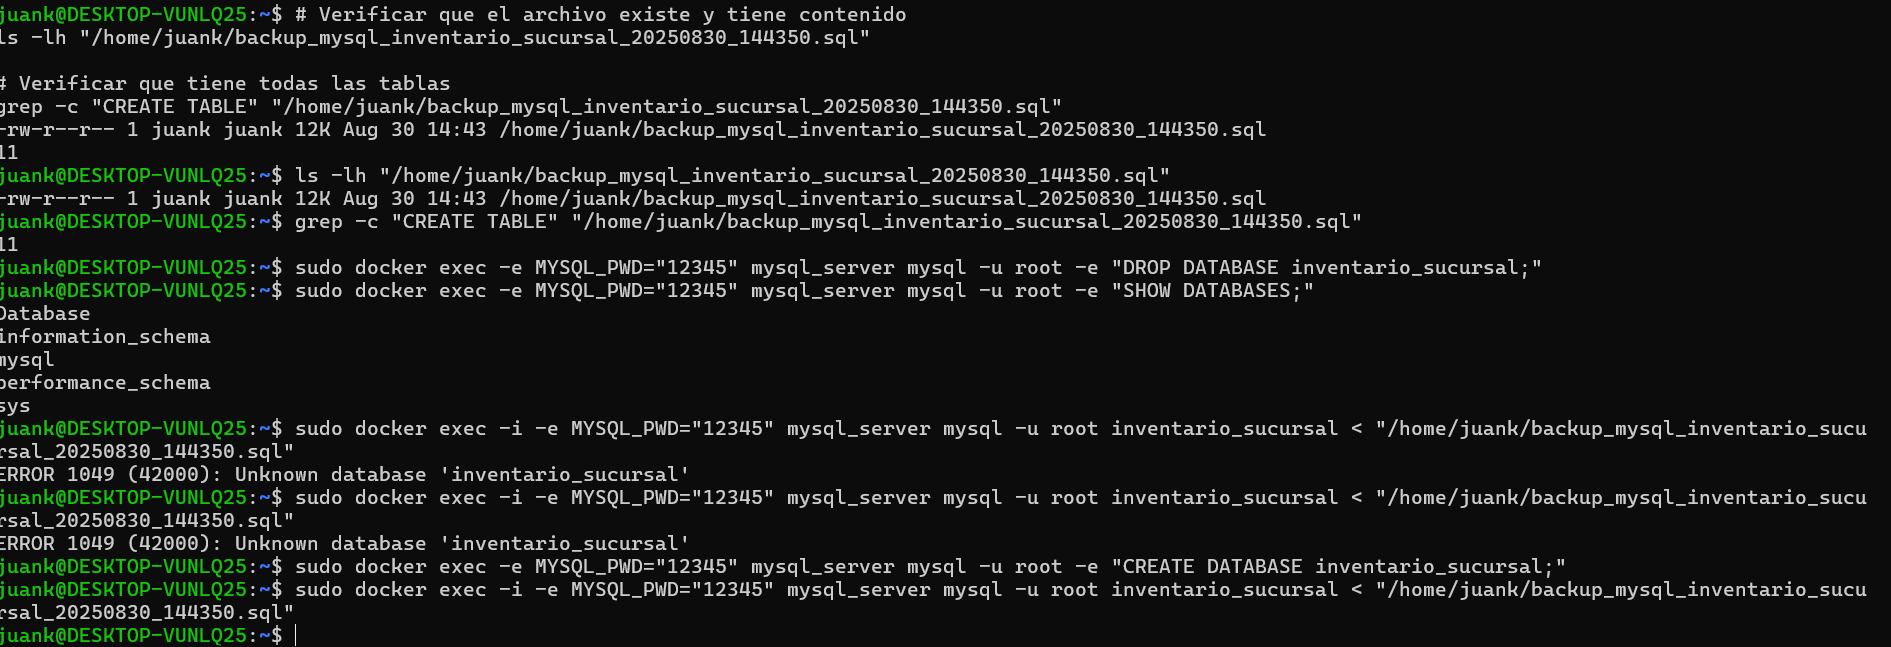 juank@DESKTOP-VUNLQ25:~$ # Verificar que el archivo existe y tiene contenido
ls -lh "/home/juank/backup_mysql_inventario_sucursal_20250830_144350.sql"
# Verificar que tiene todas las tablas
grep -c "CREATE TABLE" "/home/juank/backup_mysql_inventario_sucursal_20250830_144350.sql"
-rw-r--r-- 1 juank juank 12K Aug 30 14:43 /home/juank/backup_mysql_inventario_sucursal_20250830_144350.sql
11
juank@DESKTOP-VUNLQ25:~$ ls -lh "/home/juank/backup_mysql_inventario_sucursal_20250830_144350.sql"
-rw-r--r-- 1 juank juank 12K Aug 30 14:43 /home/juank/backup_mysql_inventario_sucursal_20250830_144350.sql
juank@DESKTOP-VUNLQ25:~$ grep -c "CREATE TABLE" "/home/juank/backup_mysql_inventario_sucursal_20250830_144350.sql"
11
juank@DESKTOP-VUNLQ25:~$ sudo docker exec -e MYSQL_PWD="12345" mysql_server mysql -u root -e "DROP DATABASE inventario_sucursal;"
juank@DESKTOP-VUNLQ25:~$ sudo docker exec -e MYSQL_PWD="12345" mysql_server mysql -u root -e "SHOW DATABASES;"
Database
information_schema
mysql
performance_schema
sys
juank@DESKTOP-VUNLQ25:~$ sudo docker exec -i -e MYSQL_PWD="12345" mysql_server mysql -u root inventario_sucursal < "/home/juank/backup_mysql_inventario_sucu
rsal_20250830_144350.sql"
ERROR 1049 (42000): Unknown database 'inventario_sucursal'
juank@DESKTOP-VUNLQ25:~$ sudo docker exec -i -e MYSQL_PWD="12345" mysql_server mysql -u root inventario_sucursal < "/home/juank/backup_mysql_inventario_sucu
rsal_20250830_144350.sql"
ERROR 1049 (42000): Unknown database 'inventario_sucursal'
juank@DESKTOP-VUNLQ25:~$ sudo docker exec -e MYSQL_PWD="12345" mysql_server mysql -u root -e "CREATE DATABASE inventario_sucursal;"
juank@DESKTOP-VUNLQ25:~$ sudo docker exec -i -e MYSQL_PWD="12345" mysql_server mysql -u root inventario_sucursal < "/home/juank/backup_mysql_inventario_sucu
rsal_20250830_144350.sql"
juank@DESKTOP-VUNLQ25:~$